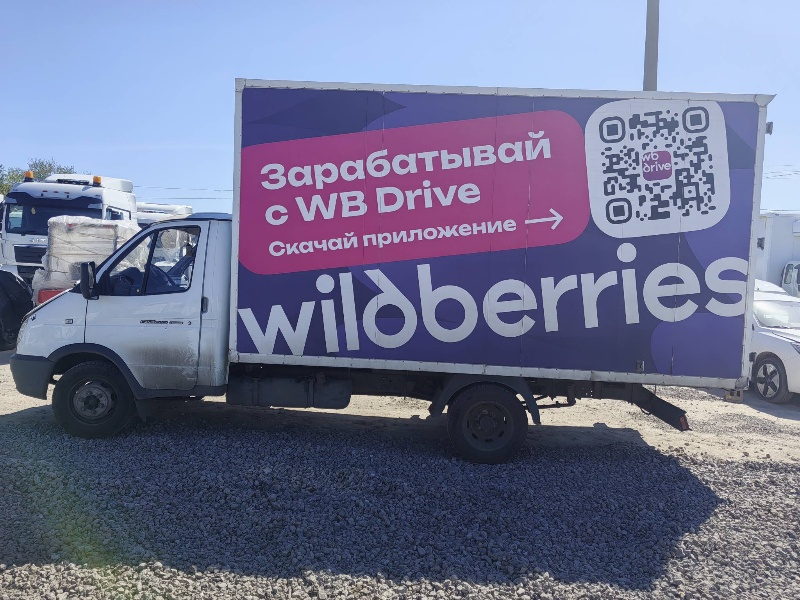 Зарабатывай
с WB Drive
Скачай приложение →
wb
drive
wildberries